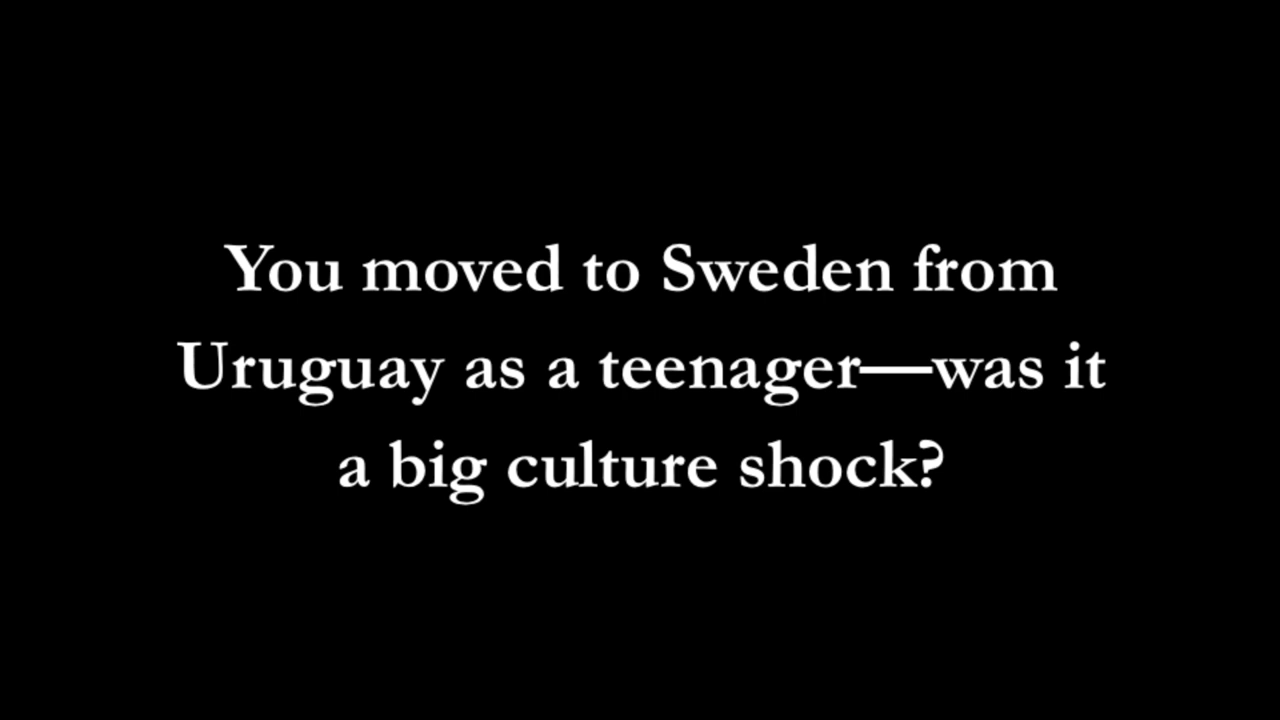 You moved to Sweden from
Uruguay as a teenager—was it
a big culture shock?